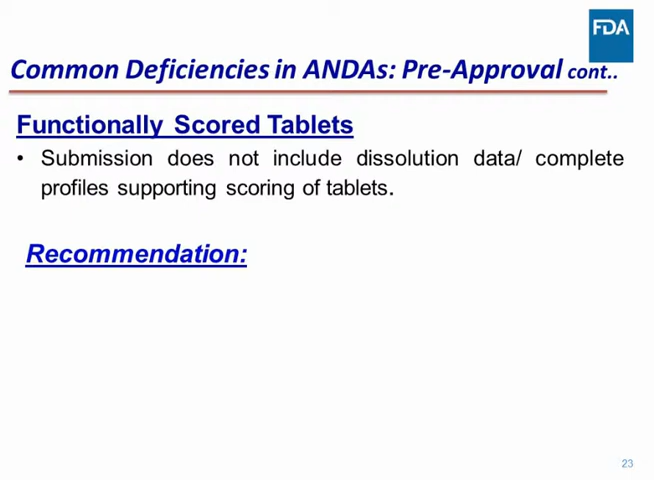 FDA
Common Deficiencies in ANDAs: Pre-Approval cont..
Functionally Scored Tablets
• Submission does not include dissolution data/ complete
profiles supporting scoring of tablets.
Recommendation:
23